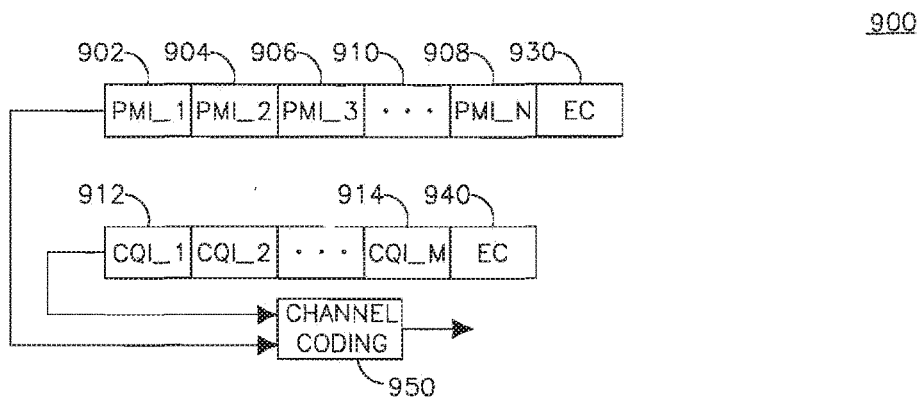 900
902 904 906 910 908 930
PMI_1 PMI_2 PMI_3 ... PMI_N EC
912 914 940
CQI_1 CQI_2 ... CQI_M EC
CHANNEL
CODING
950